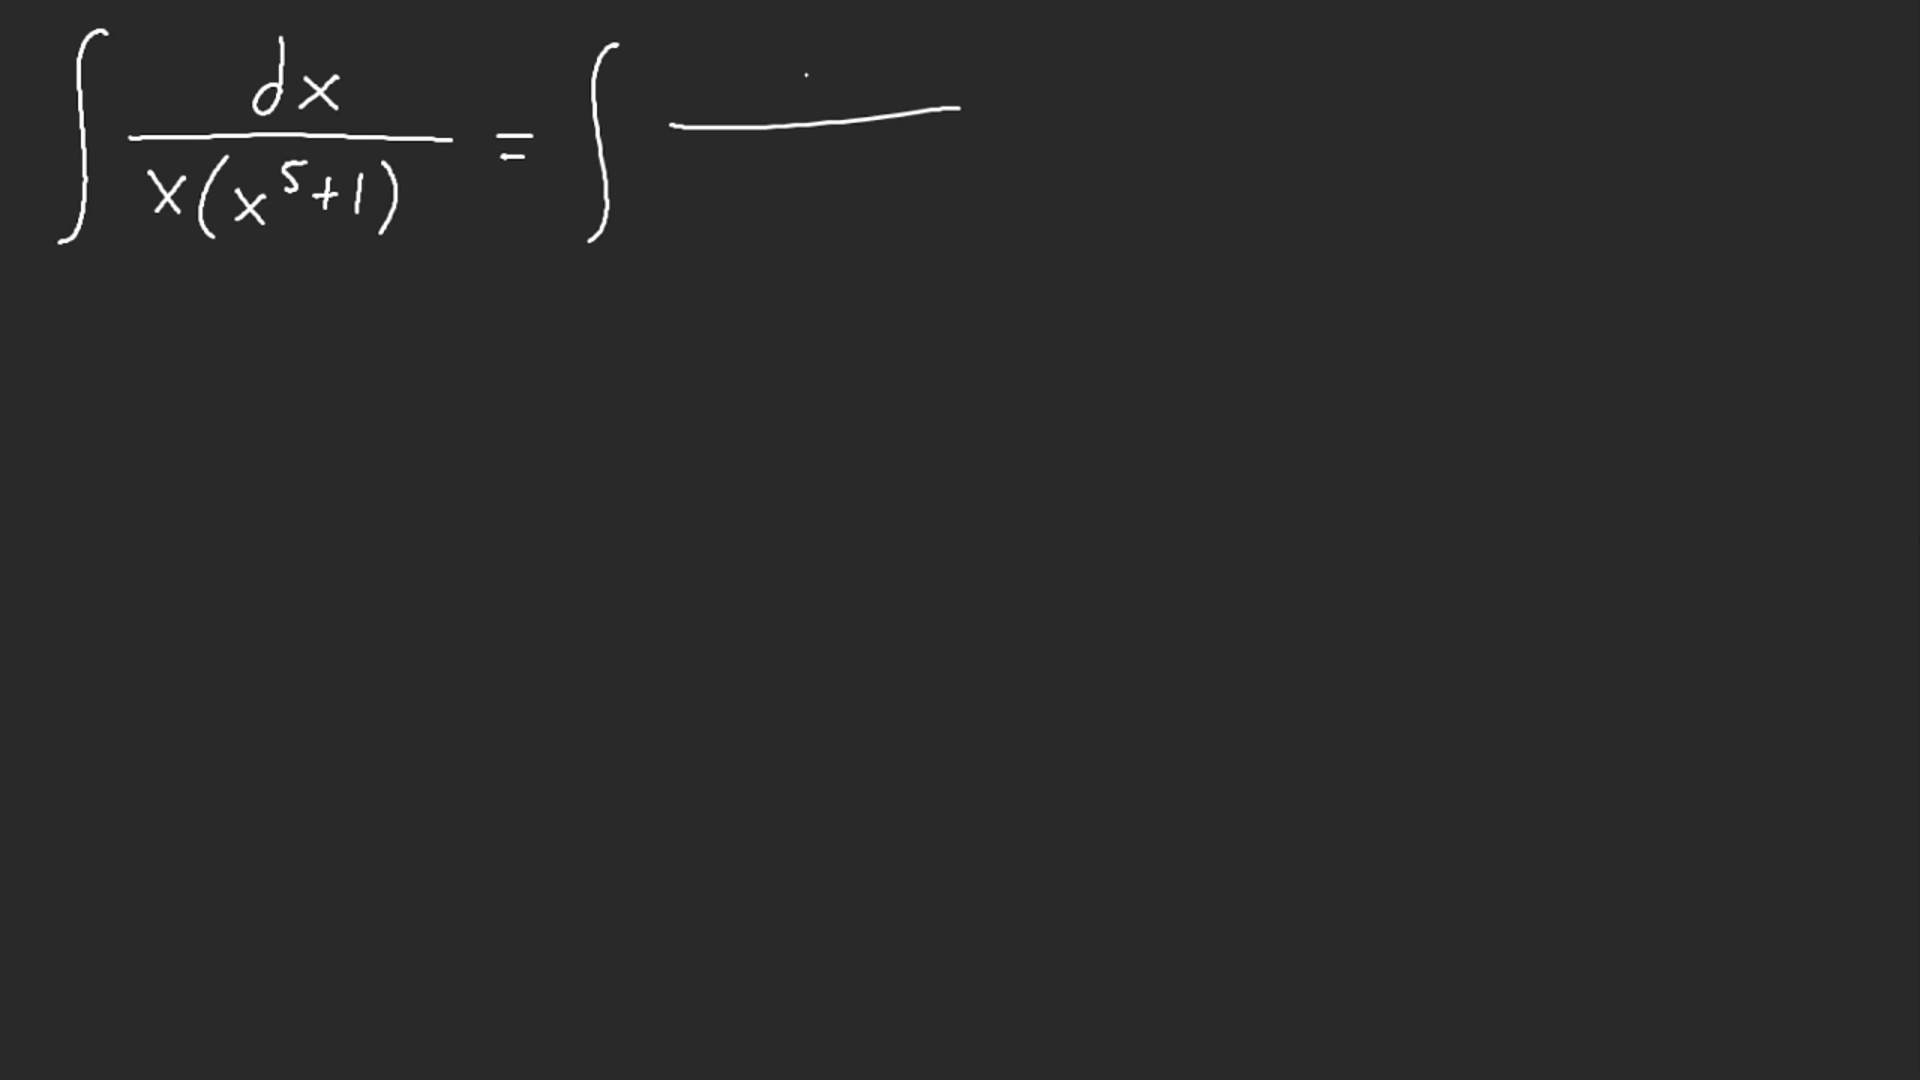 ∫ dx / x(x⁵+1) = ∫